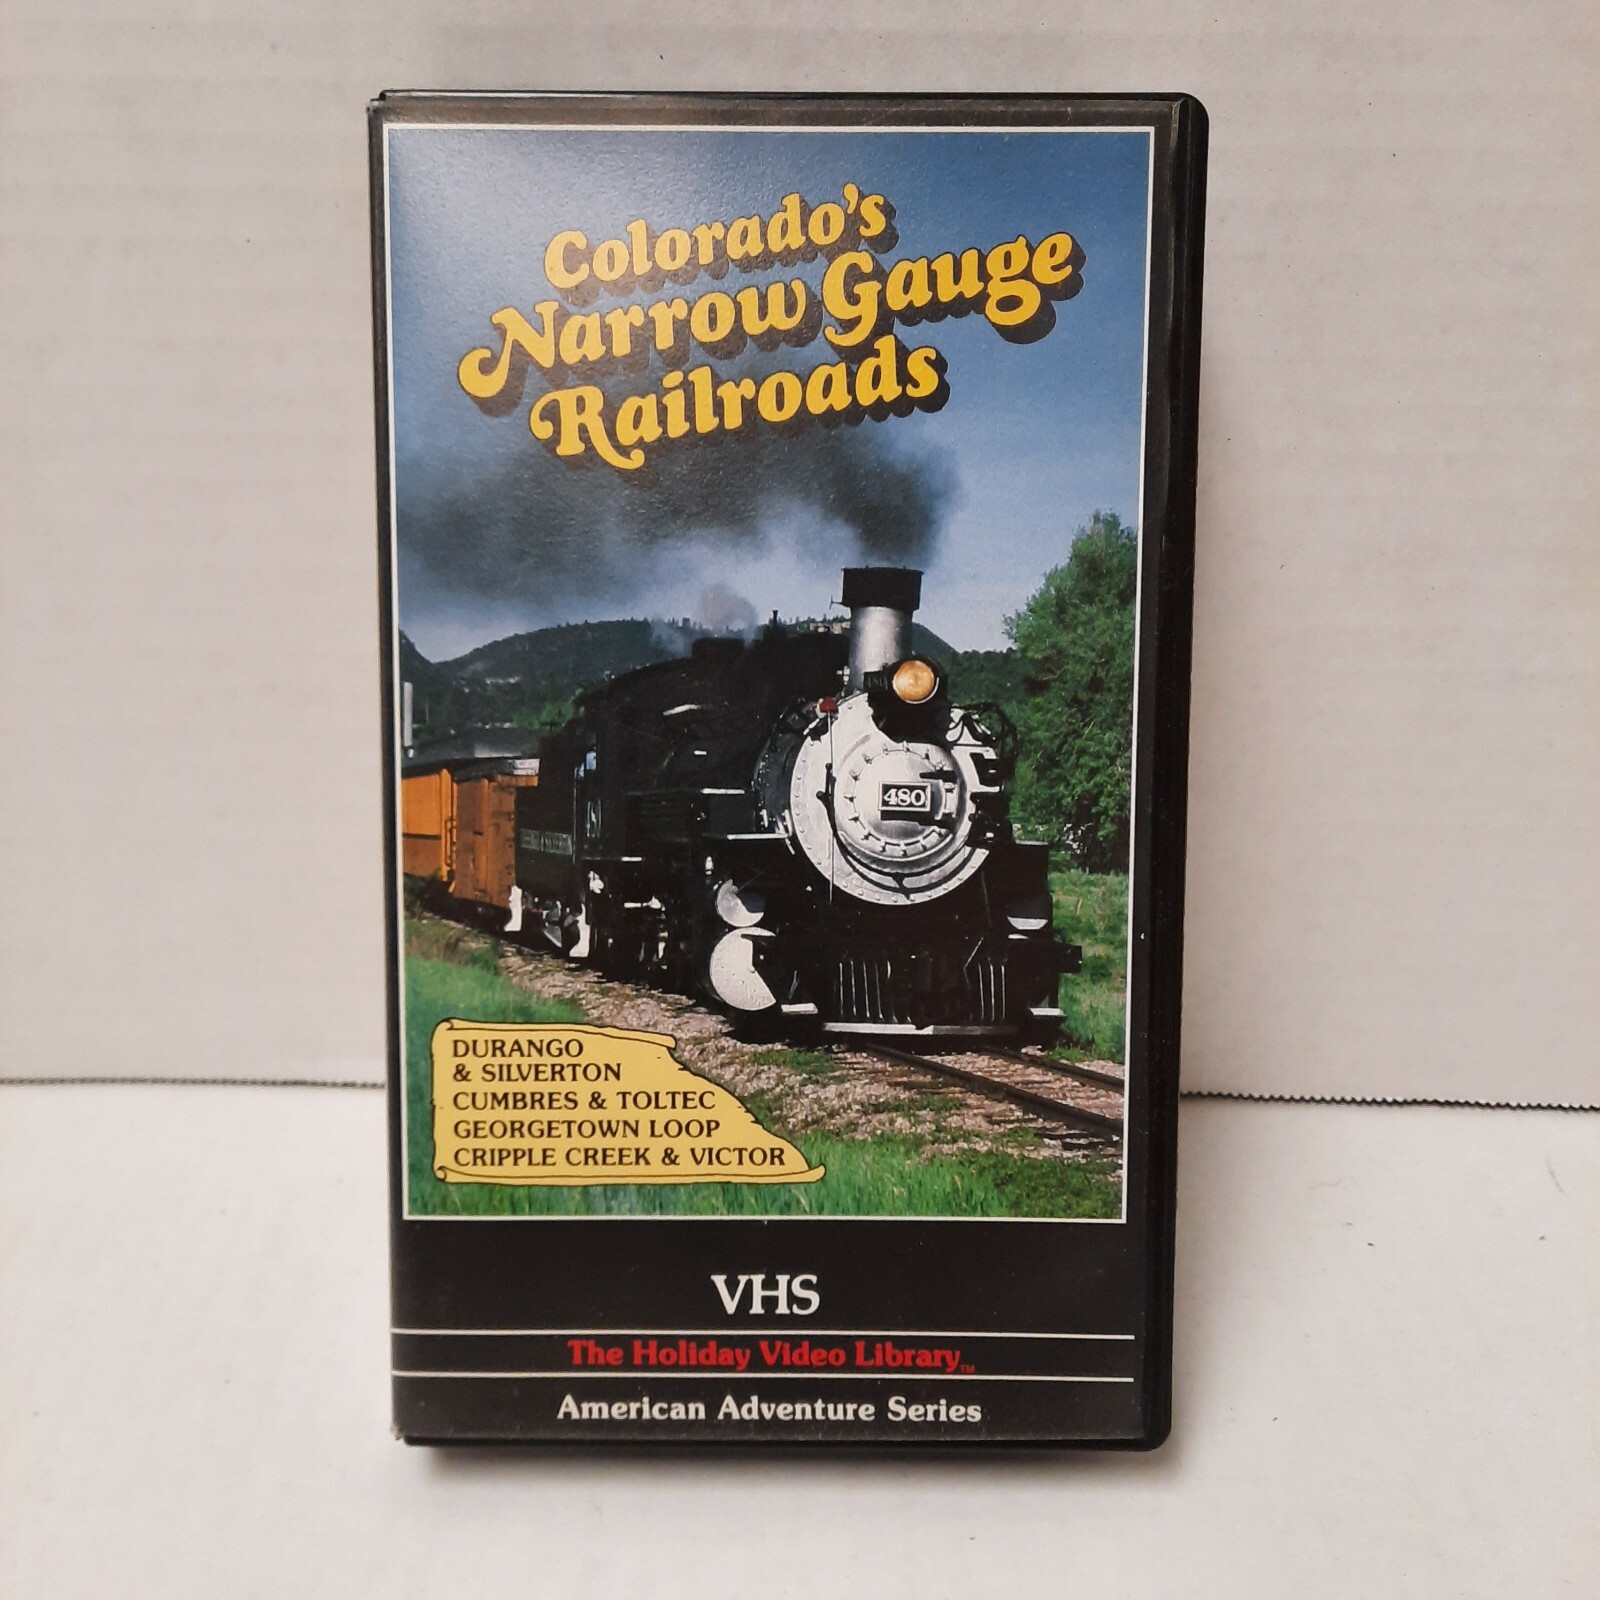 Colorado's
Narrow Gauge
Railroads
480
DURANGO
& SILVERTON
CUMBRES & TOLTEC
GEORGETOWN LOOP
CRIPPLE CREEK & VICTOR
VHS
The Holiday Video Library™
American Adventure Series